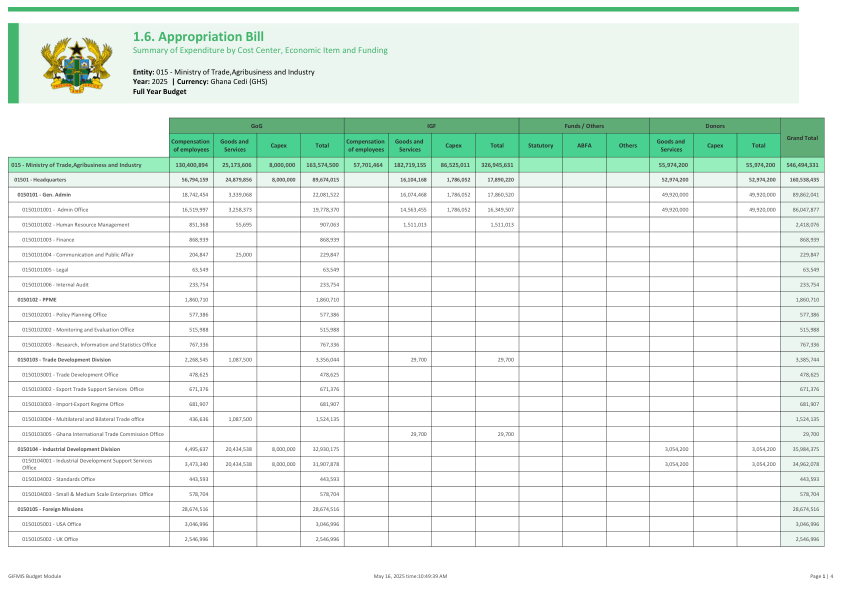 1.6. Appropriation Bill
Summary of Expenditure by Cost Center, Economic Item and Funding
Entity: 015 - Ministry of Trade,Agribusiness and Industry
Year: 2025 | Currency: Ghana Cedi (GHS)
Full Year Budget
GoG IGF Funds / Others Donors Grand Total
Compensation of employees Goods and Services Capex Total Compensation of employees Goods and Services Capex Total Statutory ABFA Others Goods and Services Capex Total
015 - Ministry of Trade,Agribusiness and Industry 130,400,894 25,173,606 8,000,000 163,574,500 57,701,464 182,719,155 86,525,011 326,945,631 55,974,200 55,974,200 546,494,331
01501 - Headquarters 56,794,159 24,879,856 8,000,000 89,674,015 16,104,168 1,786,052 17,890,220 52,974,200 52,974,200 160,538,435
0150101 - Gen. Admin 18,742,454 3,339,068 22,081,522 16,074,468 1,786,052 17,860,520 49,920,000 49,920,000 89,862,041
0150101001 - Admin Office 16,519,997 3,258,373 19,778,370 14,563,455 1,786,052 16,349,507 49,920,000 49,920,000 86,047,877
0150101002 - Human Resource Management 851,368 55,695 907,063 1,511,013 1,511,013 2,418,076
0150101003 - Finance 868,939 868,939 868,939
0150101004 - Communication and Public Affair 204,847 25,000 229,847 229,847
0150101005 - Legal 63,549 63,549 63,549
0150101006 - Internal Audit 233,754 233,754 233,754
0150102 - PPME 1,860,710 1,860,710 1,860,710
0150102001 - Policy Planning Office 577,386 577,386 577,386
0150102002 - Monitoring and Evaluation Office 515,988 515,988 515,988
0150102003 - Research, Information and Statistics Office 767,336 767,336 767,336
0150103 - Trade Development Division 2,268,545 1,087,500 3,356,044 29,700 29,700 3,385,744
0150103001 - Trade Development Office 478,625 478,625 478,625
0150103002 - Export Trade Support Services Office 671,376 671,376 671,376
0150103003 - Import-Export Regime Office 681,907 681,907 681,907
0150103004 - Multilateral and Bilateral Trade office 436,636 1,087,500 1,524,135 1,524,135
0150103005 - Ghana International Trade Commission Office 29,700 29,700 29,700
0150104 - Industrial Development Division 4,495,637 20,434,538 8,000,000 32,930,175 3,054,200 3,054,200 35,984,375
0150104001 - Industrial Development Support Services
Office 3,473,340 20,434,538 8,000,000 31,907,878 3,054,200 3,054,200 34,962,078
0150104002 - Standards Office 443,593 443,593 443,593
0150104003 - Small & Medium Scale Enterprises Office 578,704 578,704 578,704
0150105 - Foreign Missions 28,674,516 28,674,516 28,674,516
0150105001 - USA Office 3,046,996 3,046,996 3,046,996
0150105002 - UK Office 2,546,996 2,546,996 2,546,996
GIFMIS Budget Module May 16, 2025 time:10:49:39 AM Page 1 | 4